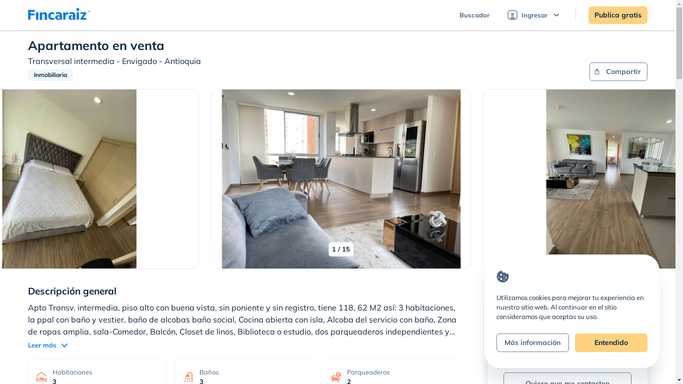 Fincaraiz
Buscador
Ingresar
Publica gratis
Apartamento en venta
Transversal intermedia - Envigado - Antioquia
Inmobiliaria
Compartir
1 / 15
Descripción general
Apto Transv. intermedia, piso alto con buena vista, sin poniente y sin registro, tiene 118, 62 M2 así: 3 habitaciones,
la ppal con baño y vestier, baño de alcobas baño social, Cocina abierta con isla, Alcoba del servicio con baño, Zona
de ropas amplia, sala-Comedor, Balcón, Closet de linos, Biblioteca o estudio, dos parqueaderos independientes y...
Leer más
Habitaciones
3
Baños
3
Parqueaderos
2
Utilizamos cookies para mejorar tu experiencia en
nuestro sitio web. Al continuar en el sitio
consideramos que aceptas su uso.
Más información
Entendido
Quiero que me contacten